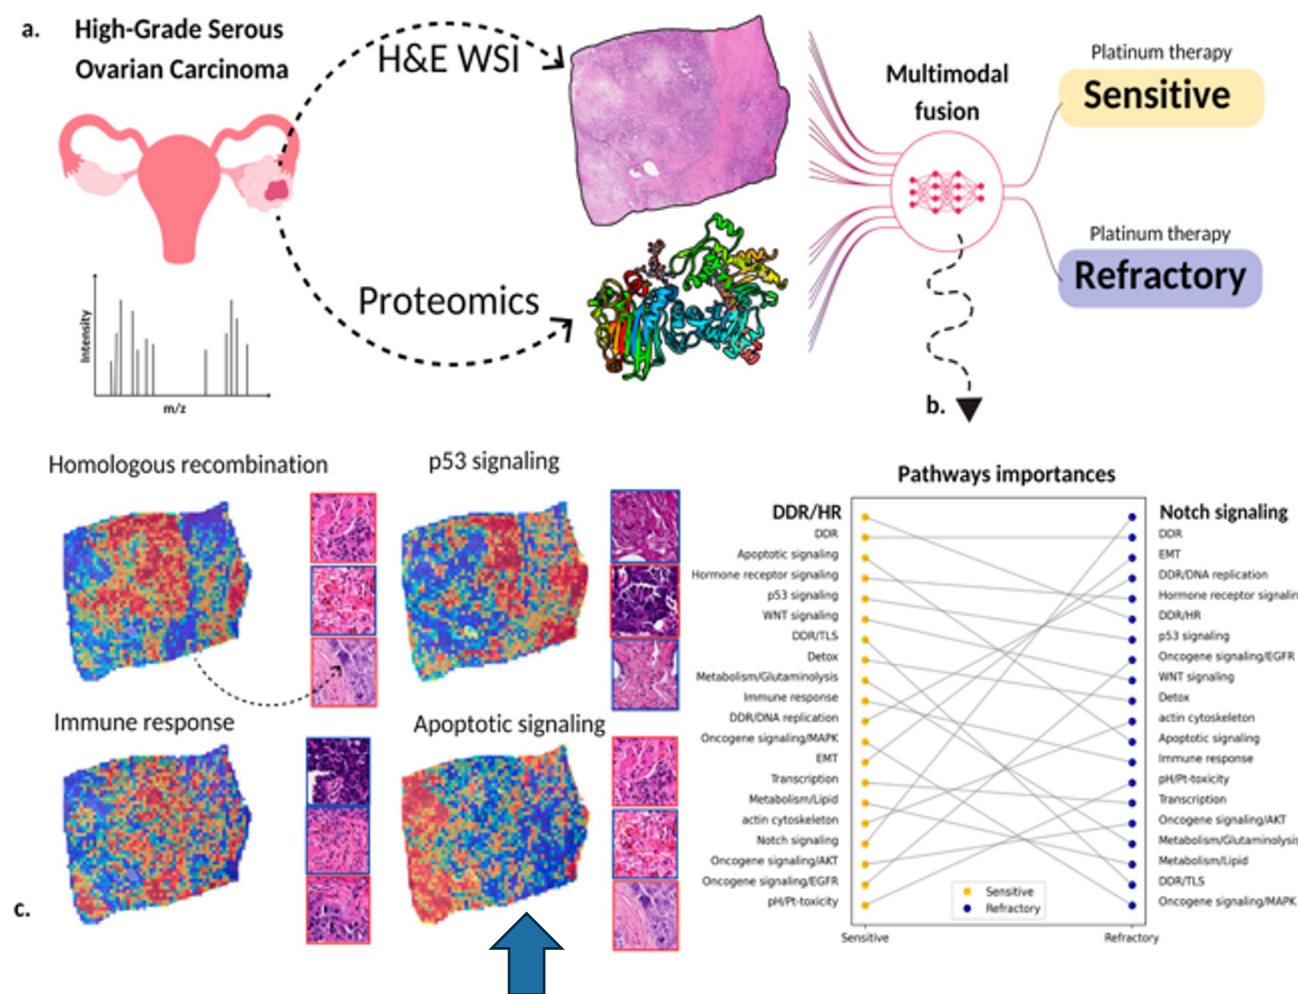 a.
High-Grade Serous
Ovarian Carcinoma
H&E WSI
Proteomics
Intensity
m/z
Multimodal
fusion
Platinum therapy
Sensitive
Platinum therapy
Refractory
b.
Homologous recombination
p53 signaling
Immune response
Apoptotic signaling
c.
Pathways importances
DDR/HR
DDR
Apoptotic signaling
Hormone receptor signaling
p53 signaling
WNT signaling
DDR/TLS
Detox
Metabolism/Glutaminolysis
Immune response
DDR/DNA replication
Oncogene signaling/MAPK
EMT
Transcription
Metabolism/Lipid
actin cytoskeleton
Notch signaling
Oncogene signaling/AKT
Oncogene signaling/EGFR
pH/Pt-toxicity
Notch signaling
DDR
EMT
DDR/DNA replication
Hormone receptor signalin
DDR/HR
p53 signaling
Oncogene signaling/EGFR
WNT signaling
Detox
actin cytoskeleton
Apoptotic signaling
Immune response
pH/Pt-toxicity
Transcription
Oncogene signaling/AKT
Metabolism/Glutaminolysis
Metabolism/Lipid
DDR/TLS
Oncogene signaling/MAPK
Sensitive
Refractory
Sensitive
Refractory